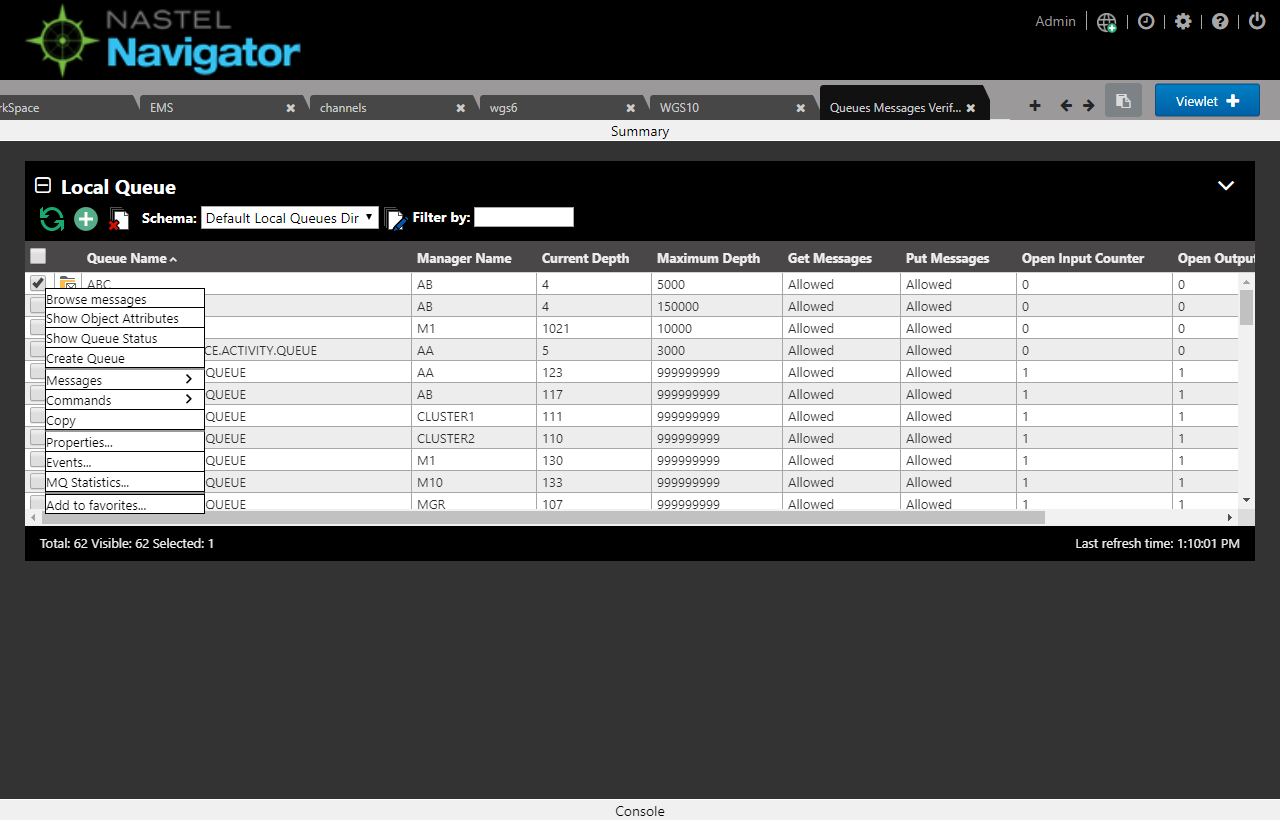 NASTEL
Navigator
Admin
rkSpace
EMS
channels
wgs6
WGS10
Queues Messages Verif...
Viewlet
Summary
Local Queue
Schema: Default Local Queues Dir Filter by:
Queue Name Manager Name Current Depth Maximum Depth Get Messages Put Messages Open Input Counter Open Output
ABC AB 4 5000 Allowed Allowed 0 0
AB 4 150000 Allowed Allowed 0 0
M1 1021 10000 Allowed Allowed 0 0
CE.ACTIVITY.QUEUE AA 5 3000 Allowed Allowed 0 0
QUEUE AA 123 999999999 Allowed Allowed 1 1
QUEUE AB 117 999999999 Allowed Allowed 1 1
QUEUE CLUSTER1 111 999999999 Allowed Allowed 1 1
QUEUE CLUSTER2 110 999999999 Allowed Allowed 1 1
QUEUE M1 130 999999999 Allowed Allowed 1 1
QUEUE M10 133 999999999 Allowed Allowed 1 1
QUEUE MGR 107 999999999 Allowed Allowed 1 1
Browse messages
Show Object Attributes
Show Queue Status
Create Queue
Messages
Commands
Copy
Properties...
Events...
MQ Statistics...
Add to favorites...
Total: 62 Visible: 62 Selected: 1
Last refresh time: 1:10:01 PM
Console